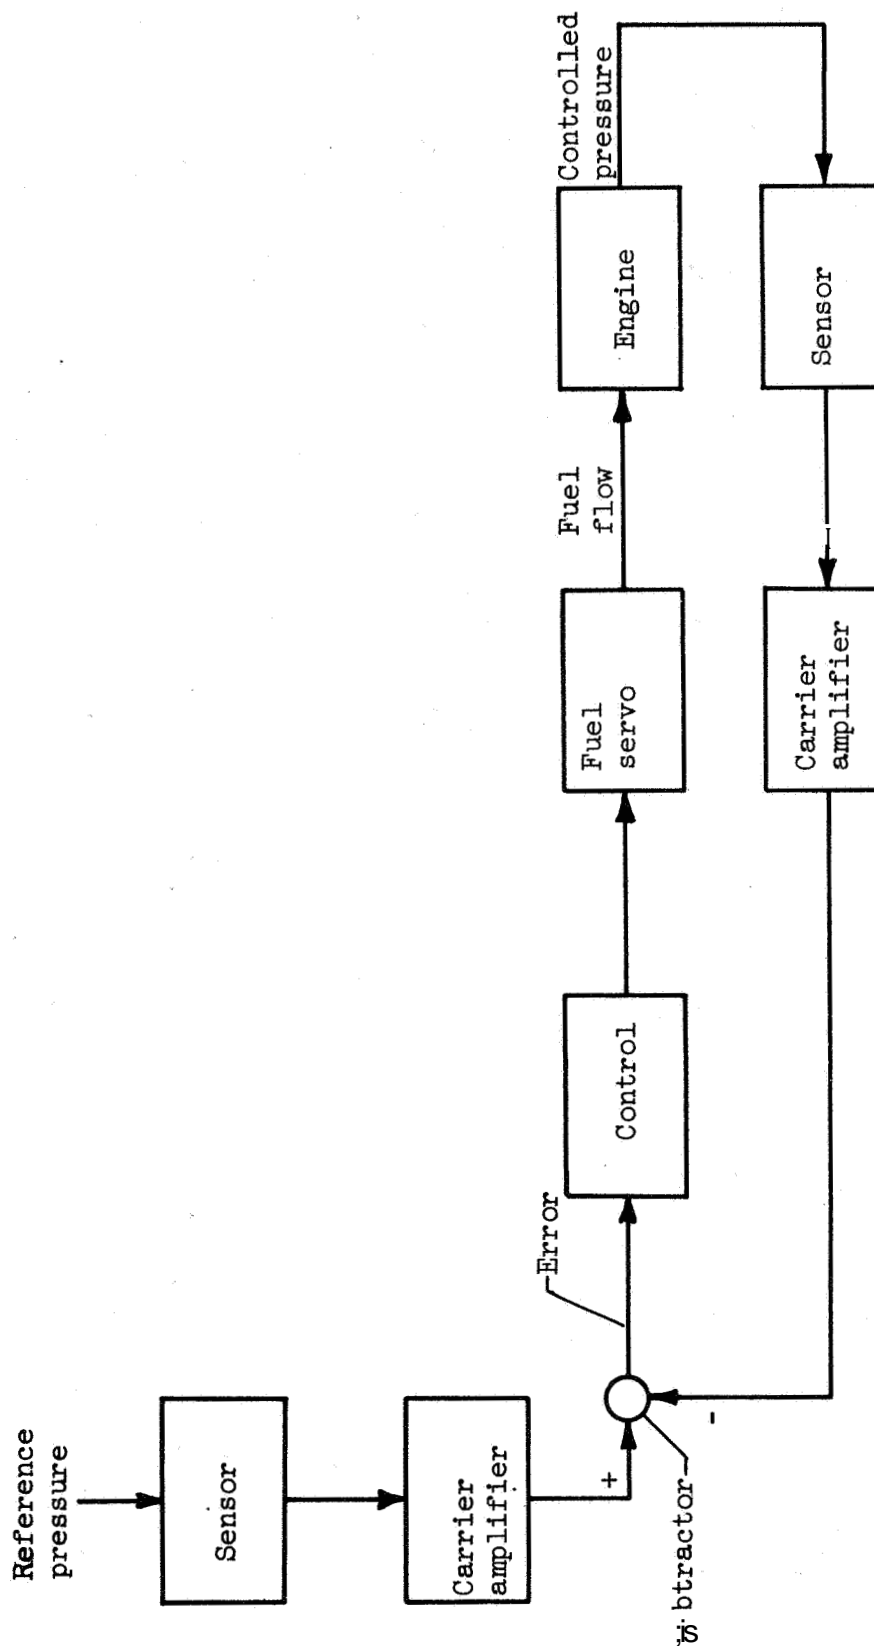 Reference
pressure
Sensor
Carrier
amplifier
+
-
Error
Control
Fuel
servo
Fuel
flow
Engine
Controlled
pressure
Sensor
Carrier
amplifier